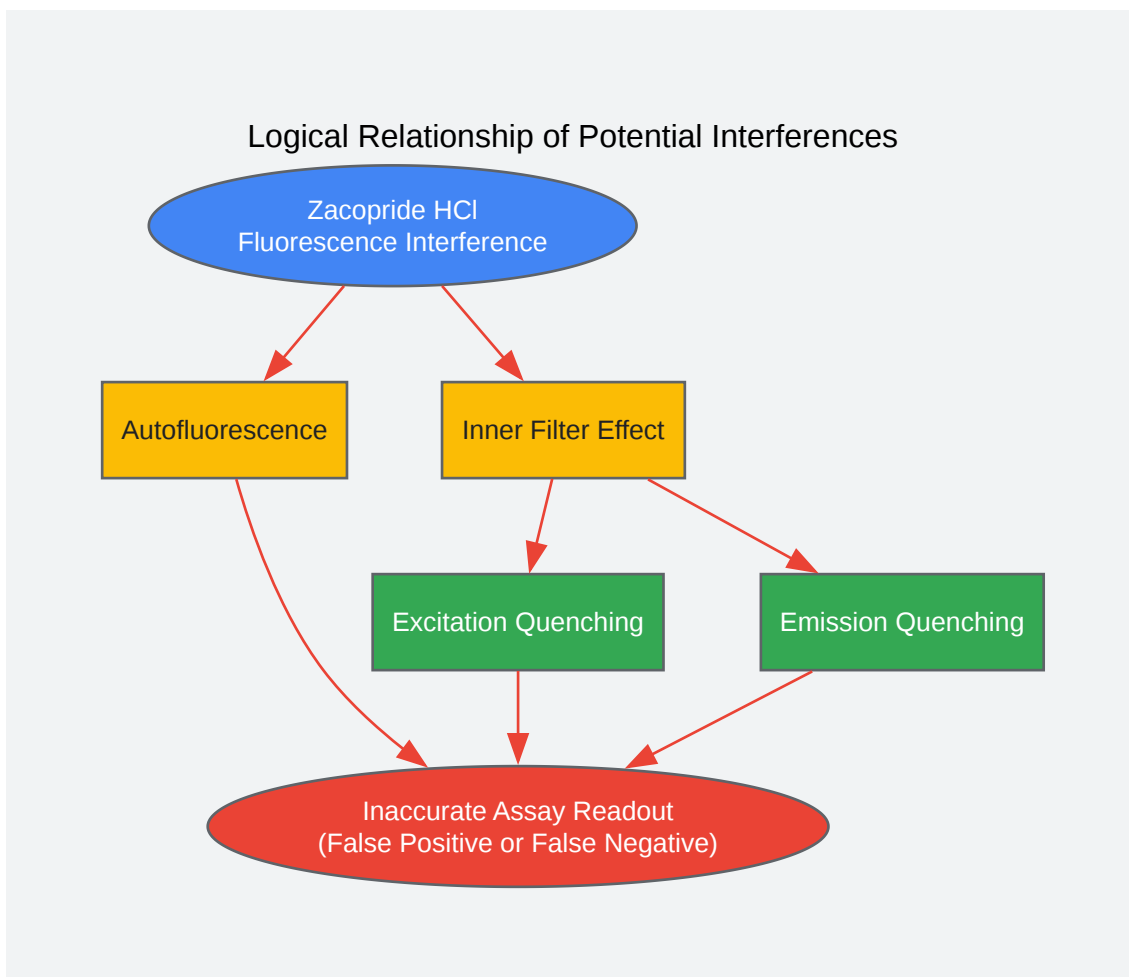 Logical Relationship of Potential Interferences
Zacopride HCl
Fluorescence Interference
Autofluorescence
Inner Filter Effect
Excitation Quenching
Emission Quenching
Inaccurate Assay Readout
(False Positive or False Negative)